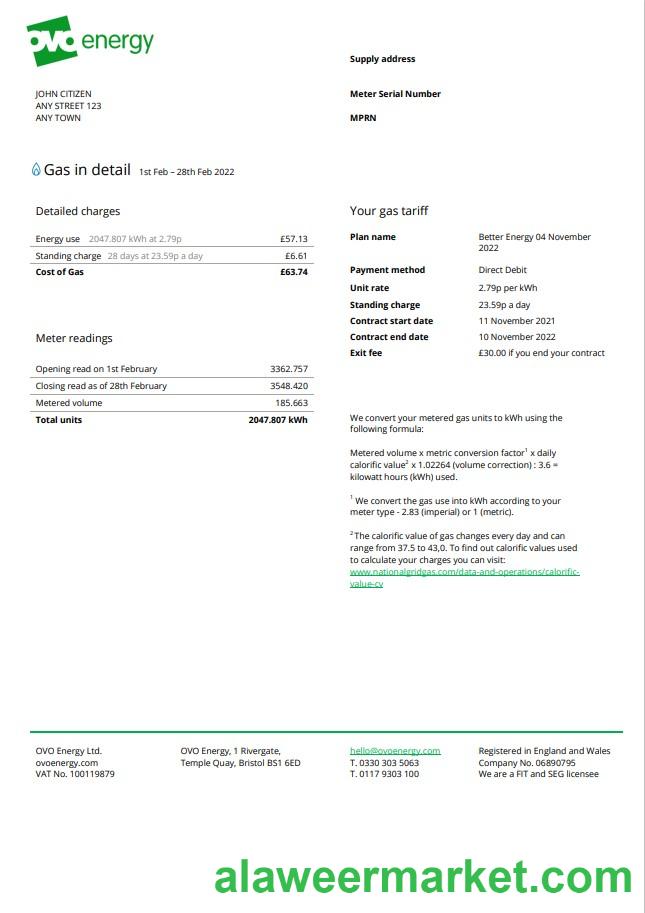 ovo energy
Supply address
JOHN CITIZEN
ANY STREET 123
ANY TOWN
Meter Serial Number
MPRN
Gas in detail 1st Feb – 28th Feb 2022
Detailed charges
Energy use 2047.807 kWh at 2.79p £57.13
Standing charge 28 days at 23.59p a day £6.61
Cost of Gas £63.74
Meter readings
Opening read on 1st February 3362.757
Closing read as of 28th February 3548.420
Metered volume 185.663
Total units 2047.807 kWh
Your gas tariff
Plan name Better Energy 04 November
2022
Payment method Direct Debit
Unit rate 2.79p per kWh
Standing charge 23.59p a day
Contract start date 11 November 2021
Contract end date 10 November 2022
Exit fee £30.00 if you end your contract
We convert your metered gas units to kWh using the
following formula:
Metered volume x metric conversion factor¹ x daily
calorific value² x 1.02264 (volume correction) : 3.6 =
kilowatt hours (kWh) used.
¹ We convert the gas use into kWh according to your
meter type - 2.83 (imperial) or 1 (metric).
² The calorific value of gas changes every day and can
range from 37.5 to 43,0. To find out calorific values used
to calculate your charges you can visit:
www.nationalgridgas.com/data-and-operations/calorific-
value-cv
OVO Energy Ltd.
ovoenergy.com
VAT No. 100119879
OVO Energy, 1 Rivergate,
Temple Quay, Bristol BS1 6ED
hello@ovoenergy.com
T. 0330 303 5063
T. 0117 9303 100
Registered in England and Wales
Company No. 06890795
We are a FIT and SEG licensee
alaweermarket.com